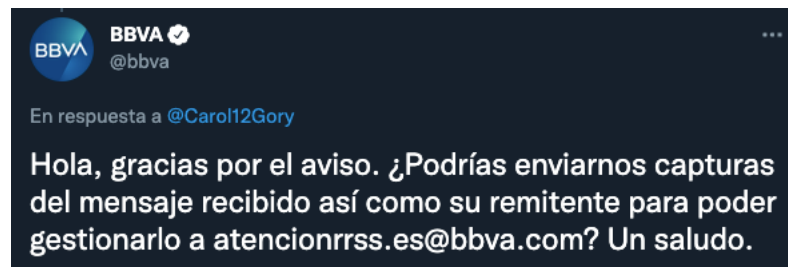 BBVA
BBVA
@bbva
En respuesta a @Carol12Gory
Hola, gracias por el aviso. ¿Podrías enviarnos capturas
del mensaje recibido así como su remitente para poder
gestionarlo a atencionrrss.es@bbva.com? Un saludo.